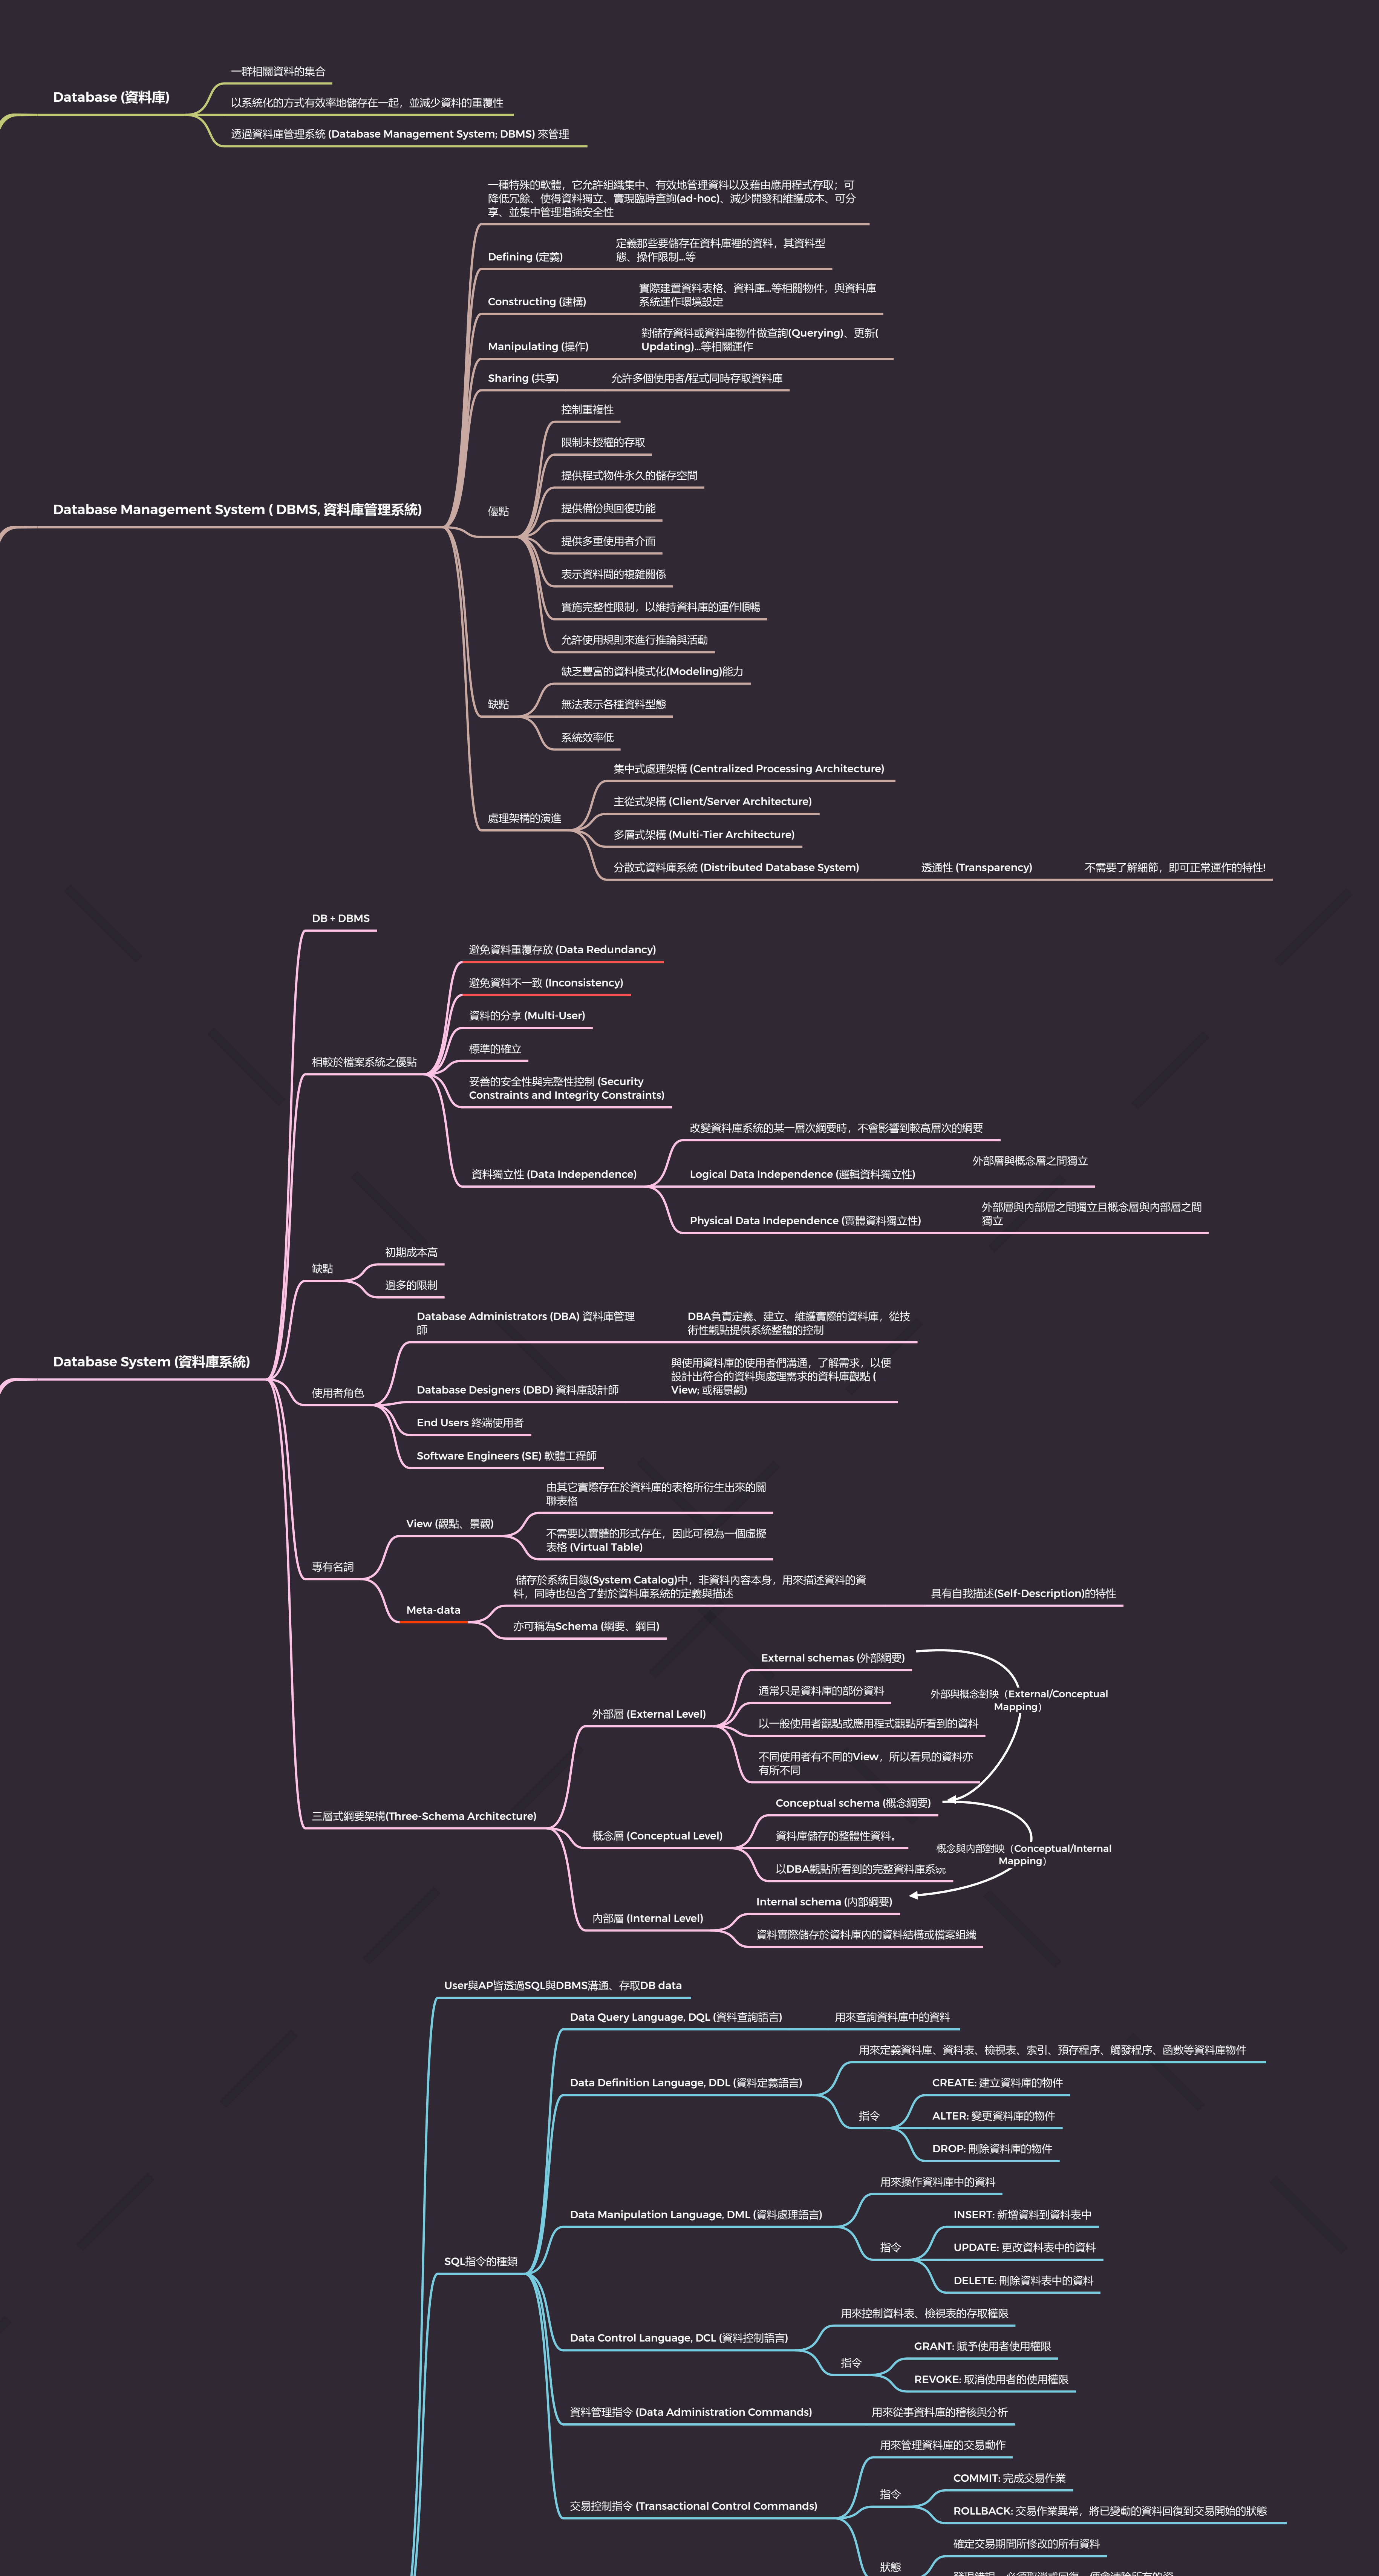 Database (資料庫)
一群相關資料的集合
以系統化的方式有效率地儲存在一起，並減少資料的重覆性
透過資料庫管理系統 (Database Management System; DBMS) 來管理
Database Management System ( DBMS, 資料庫管理系統)
一種特殊的軟體，它允許組織集中、有效地管理資料以及藉由應用程式存取；可
降低冗餘、使得資料獨立、實現臨時查詢(ad-hoc)、減少開發和維護成本、可分
享、並集中管理增強安全性
Defining (定義)
定義那些要儲存在資料庫裡的資料，其資料型
態、操作限制...等
Constructing (建構)
實際建置資料表格、資料庫...等相關物件，與資料庫
系統運作環境設定
Manipulating (操作)
對儲存資料或資料庫物件做查詢(Querying)、更新(
Updating)...等相關運作
Sharing (共享)
允許多個使用者/程式同時存取資料庫
優點
控制重複性
限制未授權的存取
提供程式物件永久的儲存空間
提供備份與回復功能
提供多重使用者介面
表示資料間的複雜關係
實施完整性限制，以維持資料庫的運作順暢
允許使用規則來進行推論與活動
缺點
缺乏豐富的資料模式化(Modeling)能力
無法表示各種資料型態
系統效率低
處理架構的演進
集中式處理架構 (Centralized Processing Architecture)
主從式架構 (Client/Server Architecture)
多層式架構 (Multi-Tier Architecture)
分散式資料庫系統 (Distributed Database System)
透通性 (Transparency)
不需要了解細節，即可正常運作的特性!
Database System (資料庫系統)
DB + DBMS
相較於檔案系統之優點
避免資料重覆存放 (Data Redundancy)
避免資料不一致 (Inconsistency)
資料的分享 (Multi-User)
標準的確立
妥善的安全性與完整性控制 (Security
Constraints and Integrity Constraints)
資料獨立性 (Data Independence)
改變資料庫系統的某一層次綱要時，不會影響到較高層次的綱要
Logical Data Independence (邏輯資料獨立性)
外部層與概念層之間獨立
Physical Data Independence (實體資料獨立性)
外部層與內部層之間獨立且概念層與內部層之間
獨立
缺點
初期成本高
過多的限制
使用者角色
Database Administrators (DBA) 資料庫管理
師
DBA負責定義、建立、維護實際的資料庫，從技
術性觀點提供系統整體的控制
Database Designers (DBD) 資料庫設計師
與使用資料庫的使用者們溝通，了解需求，以便
設計出符合的資料與處理需求的資料庫觀點 (
View; 或稱景觀)
End Users 終端使用者
Software Engineers (SE) 軟體工程師
專有名詞
View (觀點、景觀)
由其它實際存在於資料庫的表格所衍生出來的關
聯表格
不需要以實體的形式存在，因此可視為一個虛擬
表格 (Virtual Table)
Meta-data
儲存於系統目錄(System Catalog)中，非資料內容本身，用來描述資料的資
料，同時也包含了對於資料庫系統的定義與描述
具有自我描述(Self-Description)的特性
亦可稱為Schema (綱要、綱目)
三層式綱要架構(Three-Schema Architecture)
外部層 (External Level)
External schemas (外部綱要)
通常只是資料庫的部份資料
以一般使用者觀點或應用程式觀點所看到的資料
不同使用者有不同的View，所以看見的資料亦
有所不同
外部與概念對映（External/Conceptual
Mapping）
概念層 (Conceptual Level)
Conceptual schema (概念綱要)
資料庫儲存的整體性資料。
以DBA觀點所看到的完整資料庫系統
概念與內部對映（Conceptual/Internal
Mapping）
內部層 (Internal Level)
Internal schema (內部綱要)
資料實際儲存於資料庫內的資料結構或檔案組織
User與AP皆透過SQL與DBMS溝通、存取DB data
SQL指令的種類
Data Query Language, DQL (資料查詢語言)
用來查詢資料庫中的資料
Data Definition Language, DDL (資料定義語言)
用來定義資料庫、資料表、檢視表、索引、預存程序、觸發程序、函數等資料庫物件
指令
CREATE: 建立資料庫的物件
ALTER: 變更資料庫的物件
DROP: 刪除資料庫的物件
Data Manipulation Language, DML (資料處理語言)
用來操作資料庫中的資料
指令
INSERT: 新增資料到資料表中
UPDATE: 更改資料表中的資料
DELETE: 刪除資料表中的資料
Data Control Language, DCL (資料控制語言)
用來控制資料表、檢視表的存取權限
指令
GRANT: 賦予使用者使用權限
REVOKE: 取消使用者的使用權限
資料管理指令 (Data Administration Commands)
用來從事資料庫的稽核與分析
交易控制指令 (Transactional Control Commands)
用來管理資料庫的交易動作
指令
COMMIT: 完成交易作業
ROLLBACK: 交易作業異常，將已變動的資料回復到交易開始的狀態
狀態
確定交易期間所修改的所有資料